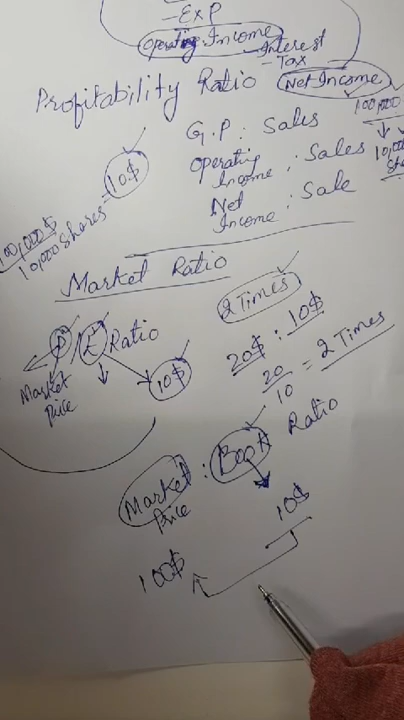 - Exp
Operating Income
- Interest
- Tax
Profitability Ratio
Net Income
100,000
10,000
G.P : Sales
Operating Income : Sales
Net Income : Sale
100,000$
10,000 Shares
= 10$
Market Ratio
P/E Ratio
Market Price
10$
2 Times
20$ : 10$
20/10 = 2 Times
Market Price : Book Ratio
10$
100$